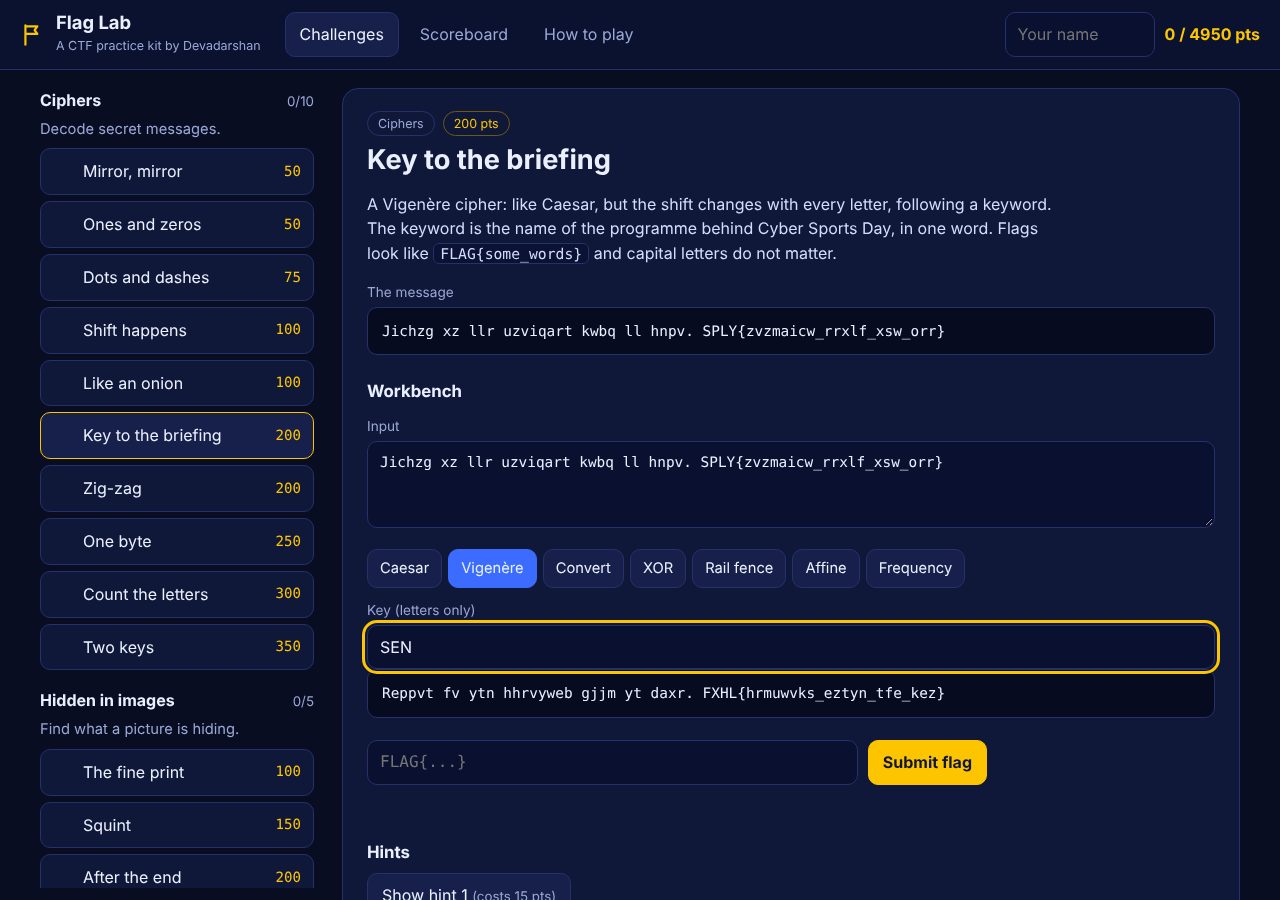 Flag Lab
A CTF practice kit by Devadarshan
Challenges
Scoreboard
How to play
Your name
0 / 4950 pts
Ciphers
0/10
Decode secret messages.
Mirror, mirror 50
Ones and zeros 50
Dots and dashes 75
Shift happens 100
Like an onion 100
Key to the briefing 200
Zig-zag 200
One byte 250
Count the letters 300
Two keys 350
Hidden in images
0/5
Find what a picture is hiding.
The fine print 100
Squint 150
After the end 200
Ciphers
200 pts
Key to the briefing
A Vigenère cipher: like Caesar, but the shift changes with every letter, following a keyword.
The keyword is the name of the programme behind Cyber Sports Day, in one word. Flags
look like FLAG{some_words} and capital letters do not matter.
The message
Jichzg xz llr uzviqart kwbq ll hnpv. SPLY{zvzmaicw_rrxlf_xsw_orr}
Workbench
Input
Jichzg xz llr uzviqart kwbq ll hnpv. SPLY{zvzmaicw_rrxlf_xsw_orr}
Caesar
Vigenère
Convert
XOR
Rail fence
Affine
Frequency
Key (letters only)
SEN
Reppvt fv ytn hhrvyweb gjjm yt daxr. FXHL{hrmuwvks_eztyn_tfe_kez}
FLAG{...}
Submit flag
Hints
Show hint 1 (costs 15 pts)